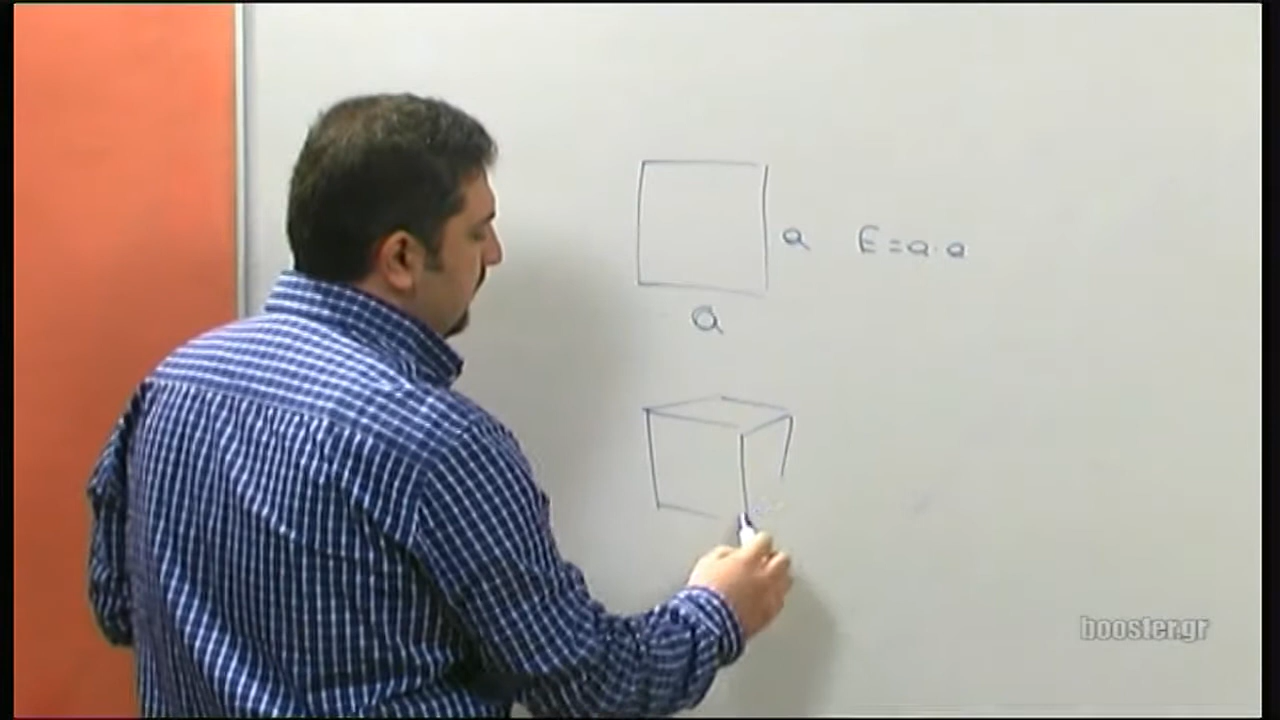 α E = α · α
α
booster.gr